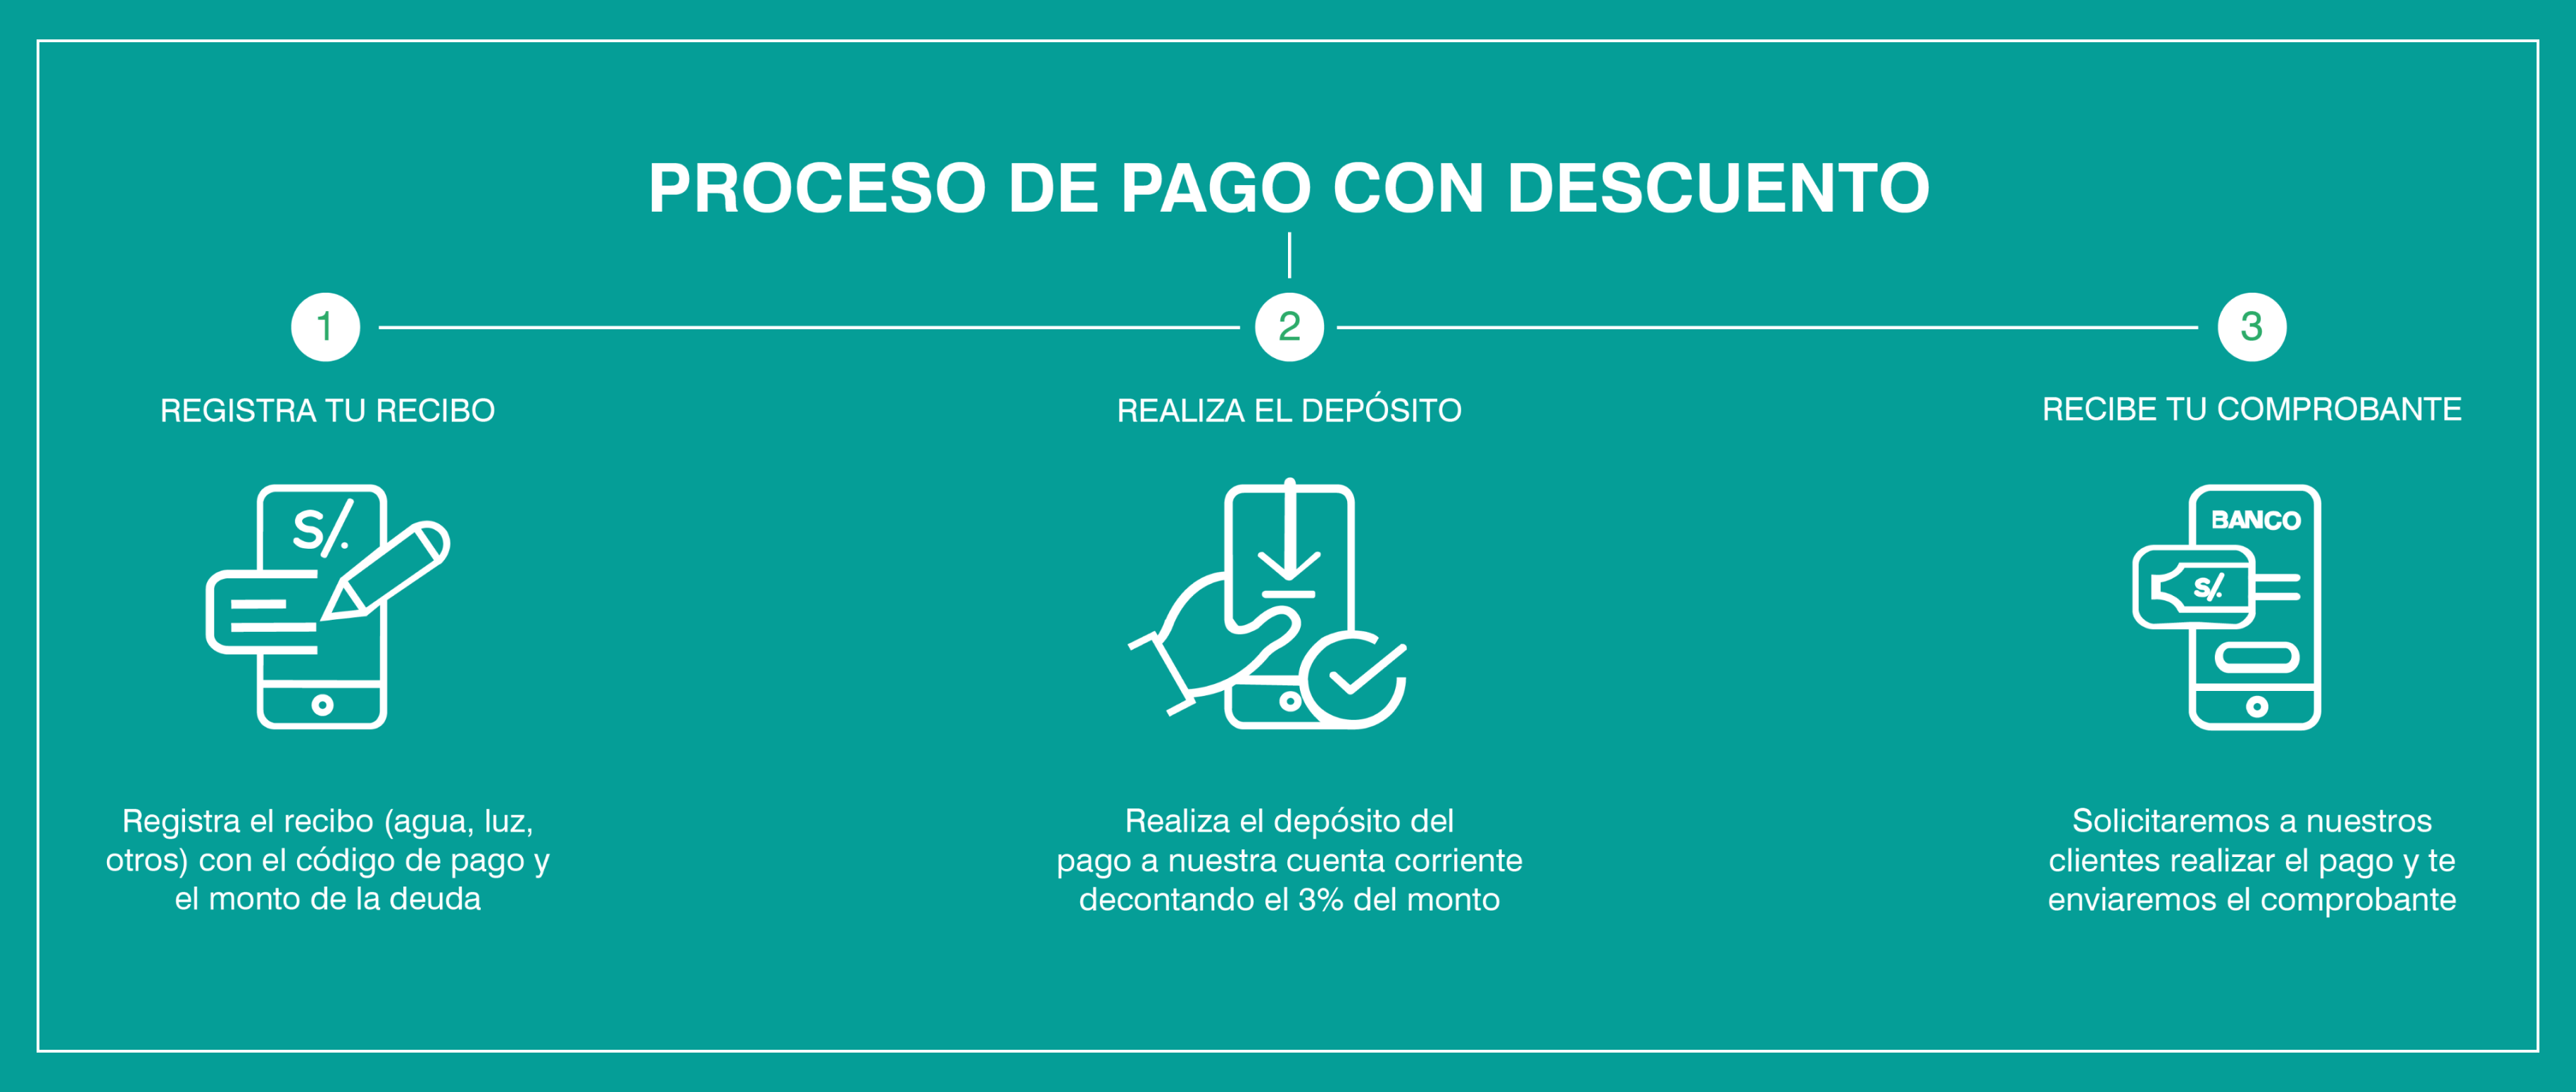 PROCESO DE PAGO CON DESCUENTO
1
2
3
REGISTRA TU RECIBO
REALIZA EL DEPÓSITO
RECIBE TU COMPROBANTE
S/.
BANCO
S/.
Registra el recibo (agua, luz,
otros) con el código de pago y
el monto de la deuda
Realiza el depósito del
pago a nuestra cuenta corriente
decontando el 3% del monto
Solicitaremos a nuestros
clientes realizar el pago y te
enviaremos el comprobante